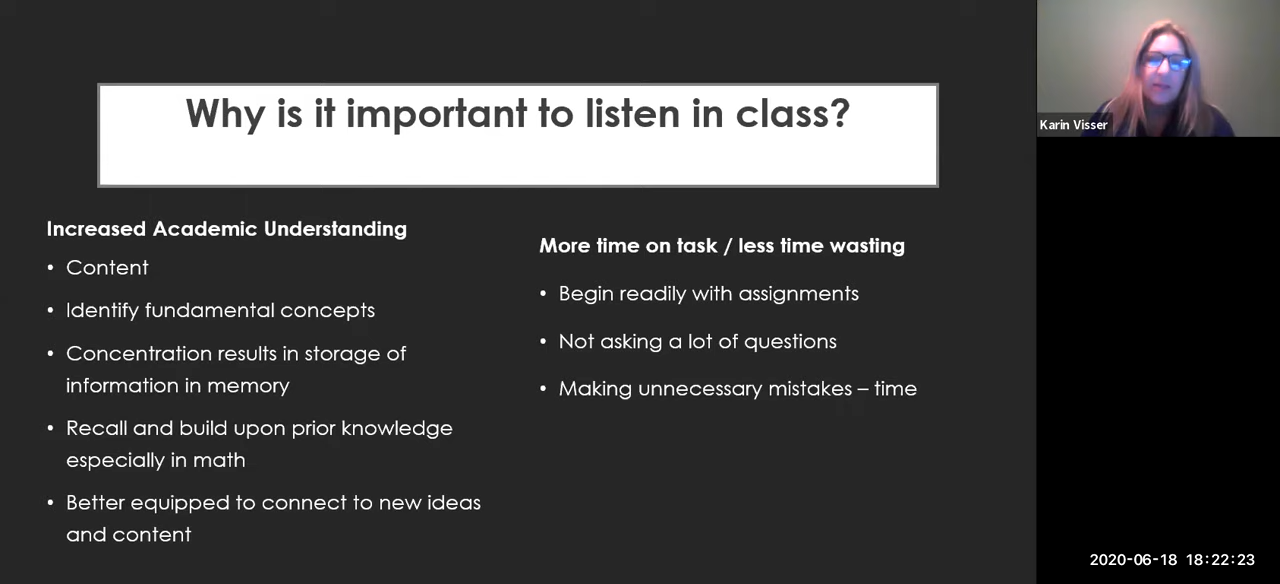 Why is it important to listen in class?
Increased Academic Understanding
• Content
• Identify fundamental concepts
• Concentration results in storage of
information in memory
• Recall and build upon prior knowledge
especially in math
• Better equipped to connect to new ideas
and content
More time on task / less time wasting
• Begin readily with assignments
• Not asking a lot of questions
• Making unnecessary mistakes – time
Karin Visser
2020-06-18 18:22:23